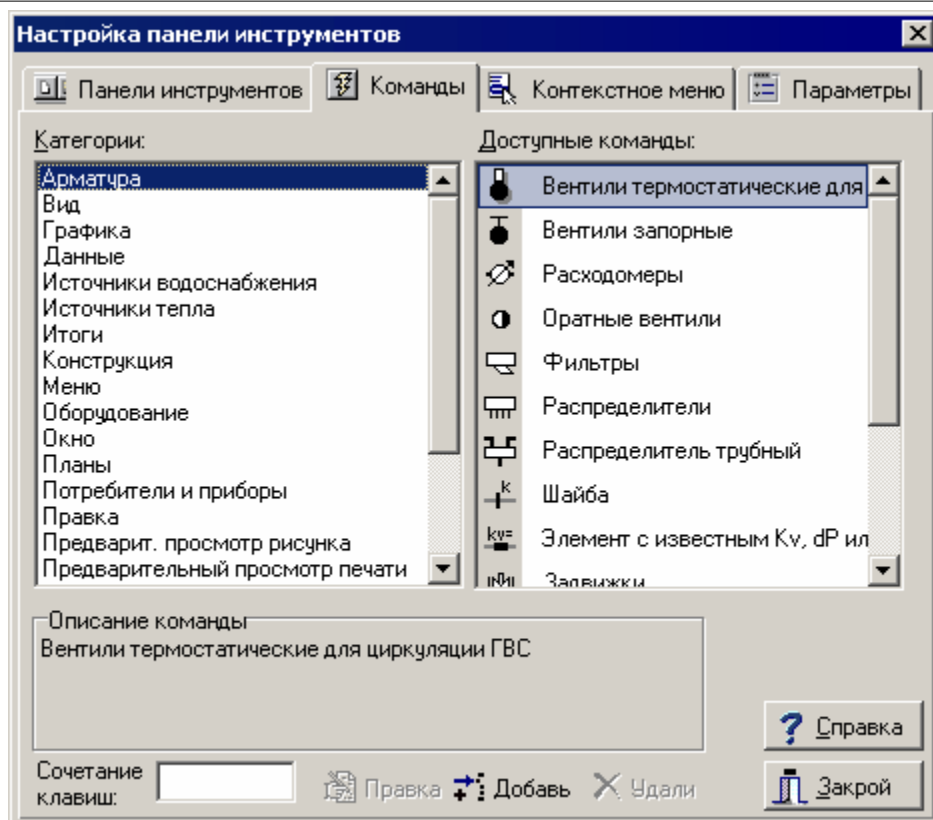 Настройка панели инструментов
Панели инструментов
Команды
Контекстное меню
Параметры
Категории:
Арматура
Вид
Графика
Данные
Источники водоснабжения
Источники тепла
Итоги
Конструкция
Меню
Оборудование
Окно
Планы
Потребители и приборы
Правка
Предварит. просмотр рисунка
Предварительный просмотр печати
Доступные команды:
Вентили термостатические для
Вентили запорные
Расходомеры
Оратные вентили
Фильтры
Распределители
Распределитель трубный
k
Шайба
kv=
Элемент с известным Kv, dP ил
Задвижки
Описание команды
Вентили термостатические для циркуляции ГВС
Справка
Сочетание
клавиш:
Правка
Добавь
Удали
Закрой